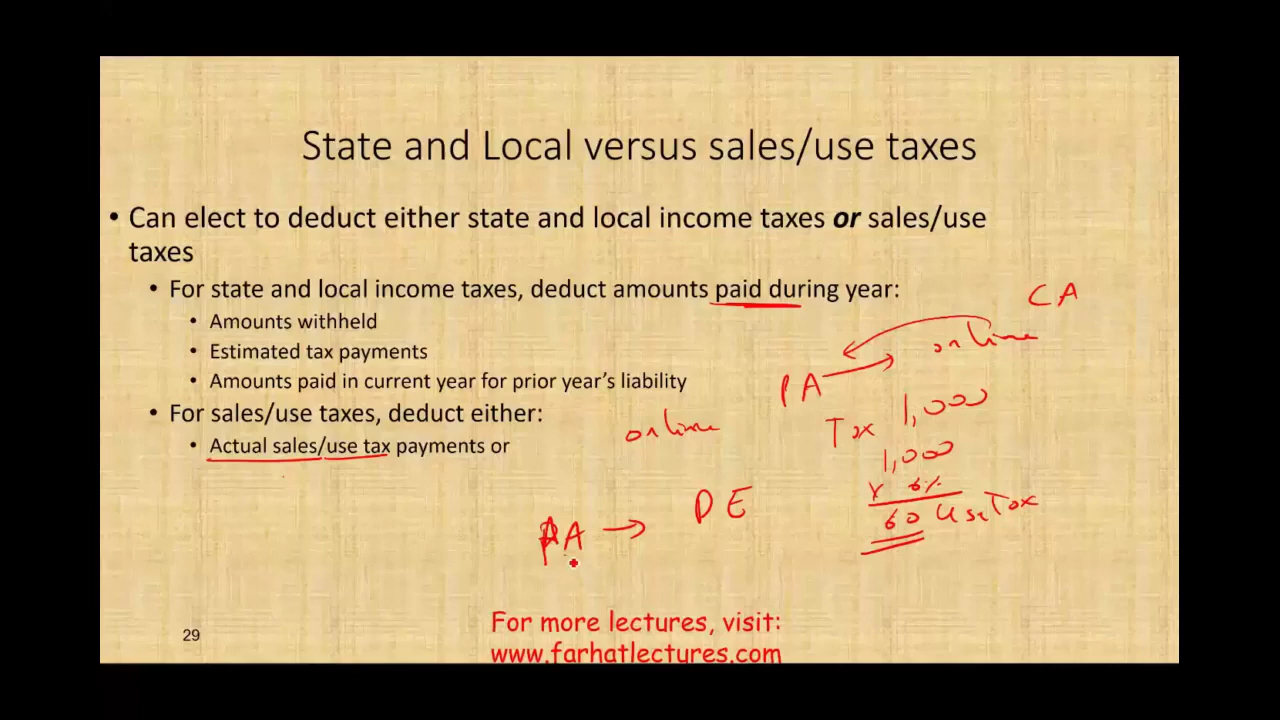 State and Local versus sales/use taxes
• Can elect to deduct either state and local income taxes or sales/use
taxes
• For state and local income taxes, deduct amounts paid during year:
CA
• Amounts withheld
online
• Estimated tax payments
• Amounts paid in current year for prior year's liability
PA
• For sales/use taxes, deduct either:
online
Tax 1,000
• Actual sales/use tax payments or
1,000
x 6%
DE
60 Use Tax
PA
For more lectures, visit:
29
www.farhatlectures.com